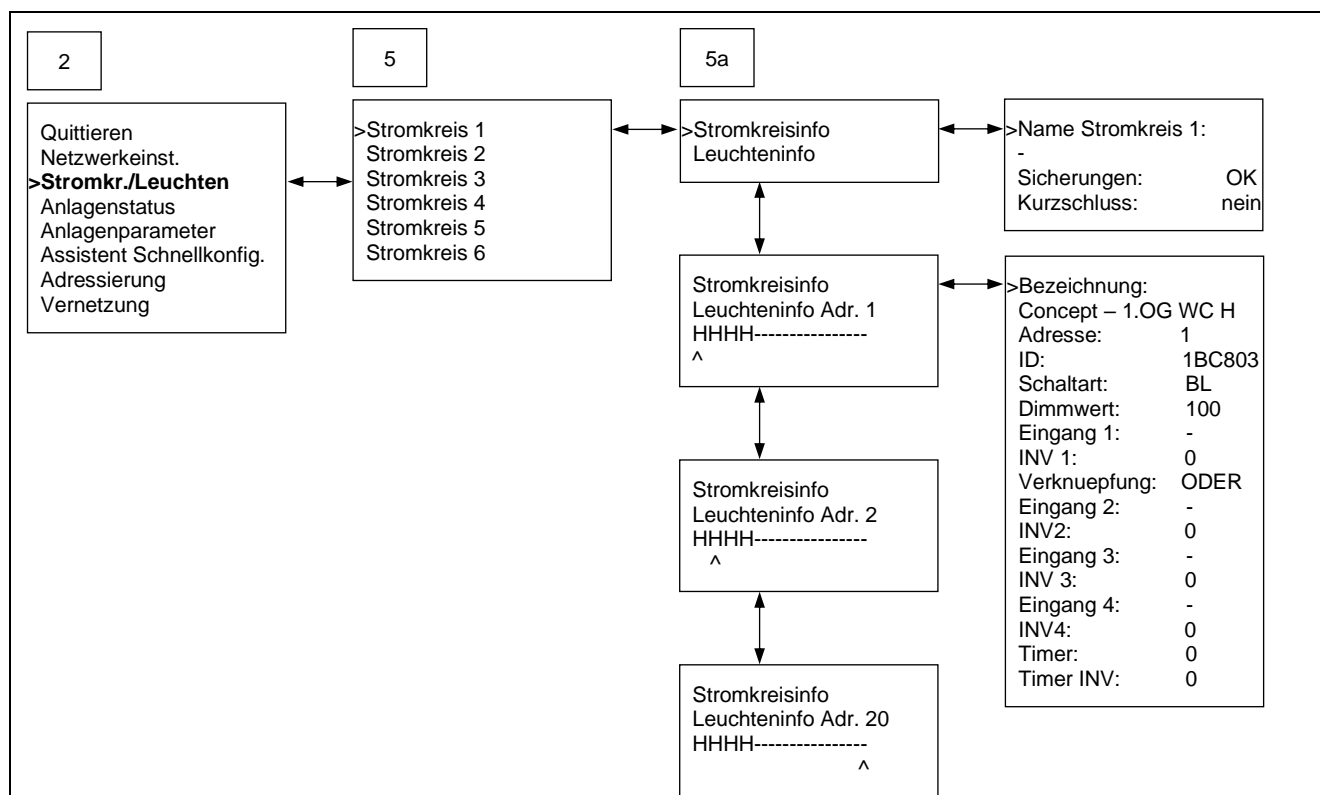 2
5
5a
Quittieren
Netzwerkeinst.
>Stromkr./Leuchten
Anlagenstatus
Anlagenparameter
Assistent Schnellkonfig.
Adressierung
Vernetzung
>Stromkreis 1
Stromkreis 2
Stromkreis 3
Stromkreis 4
Stromkreis 5
Stromkreis 6
>Stromkreisinfo
Leuchteninfo
>Name Stromkreis 1:
-
Sicherungen: OK
Kurzschluss: nein
Stromkreisinfo
Leuchteninfo Adr. 1
HHHH----------------
^
>Bezeichnung:
Concept – 1.OG WC H
Adresse: 1
ID: 1BC803
Schaltart: BL
Dimmwert: 100
Eingang 1: -
INV 1: 0
Verknuepfung: ODER
Eingang 2: -
INV2: 0
Eingang 3: -
INV 3: 0
Eingang 4: -
INV4: 0
Timer: 0
Timer INV: 0
Stromkreisinfo
Leuchteninfo Adr. 2
HHHH----------------
^
Stromkreisinfo
Leuchteninfo Adr. 20
HHHH----------------
^